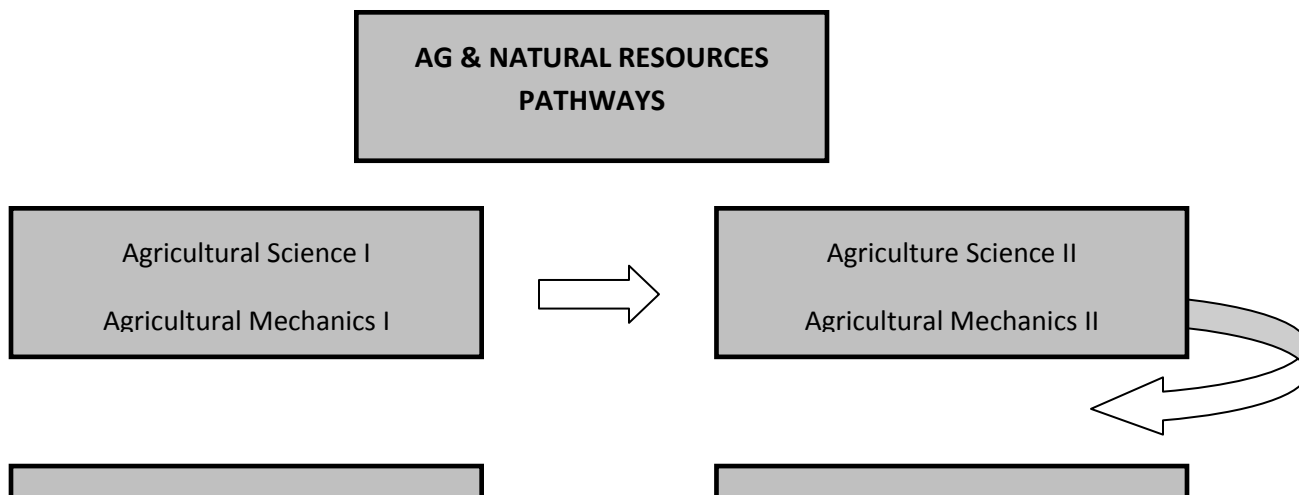 AG & NATURAL RESOURCES
PATHWAYS
Agricultural Science I
Agricultural Mechanics I
Agriculture Science II
Agricultural Mechanics II